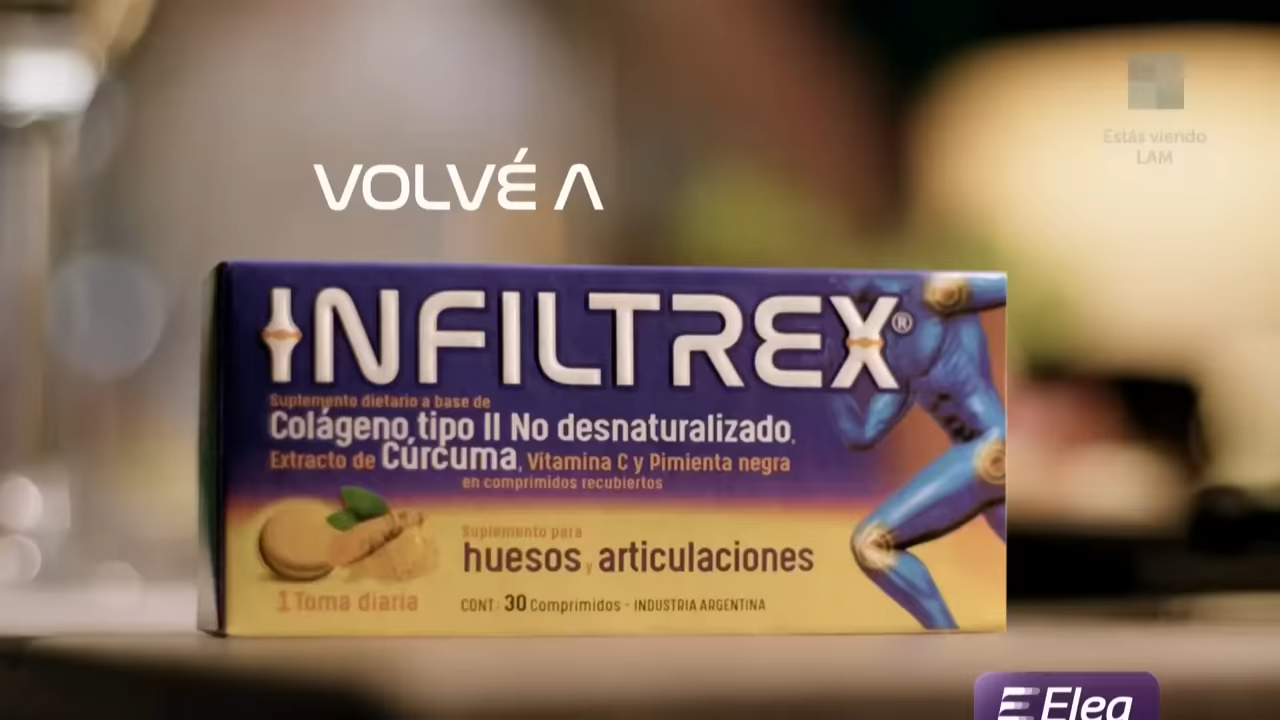 Estás viendo
LAM
VOLVÉ A
INFILTREX®
Suplemento dietario a base de
Colágeno tipo II No desnaturalizado,
Extracto de Cúrcuma, Vitamina C y Pimienta negra
en comprimidos recubiertos
Suplemento para
huesos y articulaciones
1 Toma diaria
CONT: 30 Comprimidos - INDUSTRIA ARGENTINA
Elea